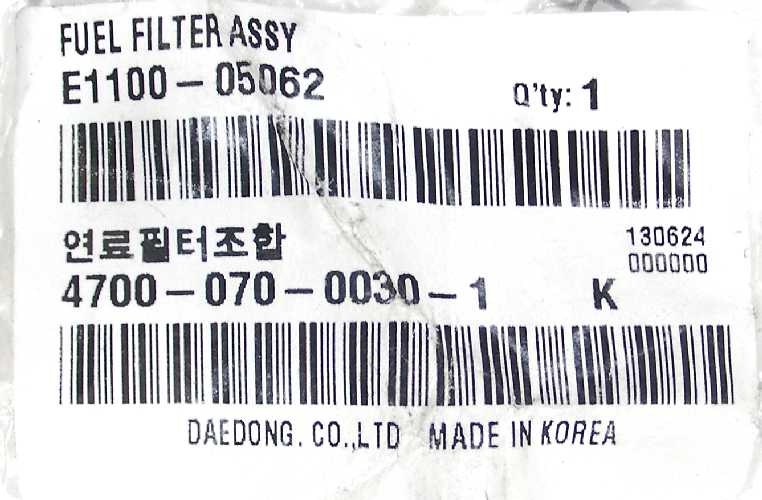 FUEL FILTER ASSY
E1100-05062 Q'ty: 1
연료필터조합
130624
000000
4700-070-0030-1 K
DAEDONG. CO.,LTD MADE IN KOREA